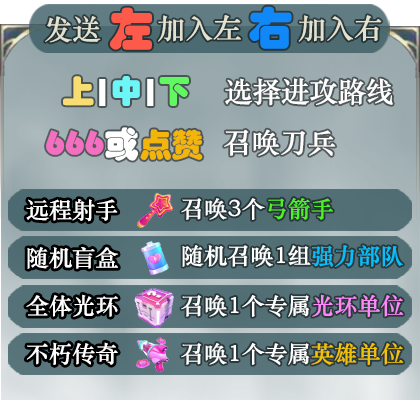 发送左加入左右加入右
上|中|下 选择进攻路线
666或点赞 召唤刀兵
远程射手 召唤3个弓箭手
随机盲盒 随机召唤1组强力部队
全体光环 召唤1个专属光环单位
不朽传奇 召唤1个专属英雄单位